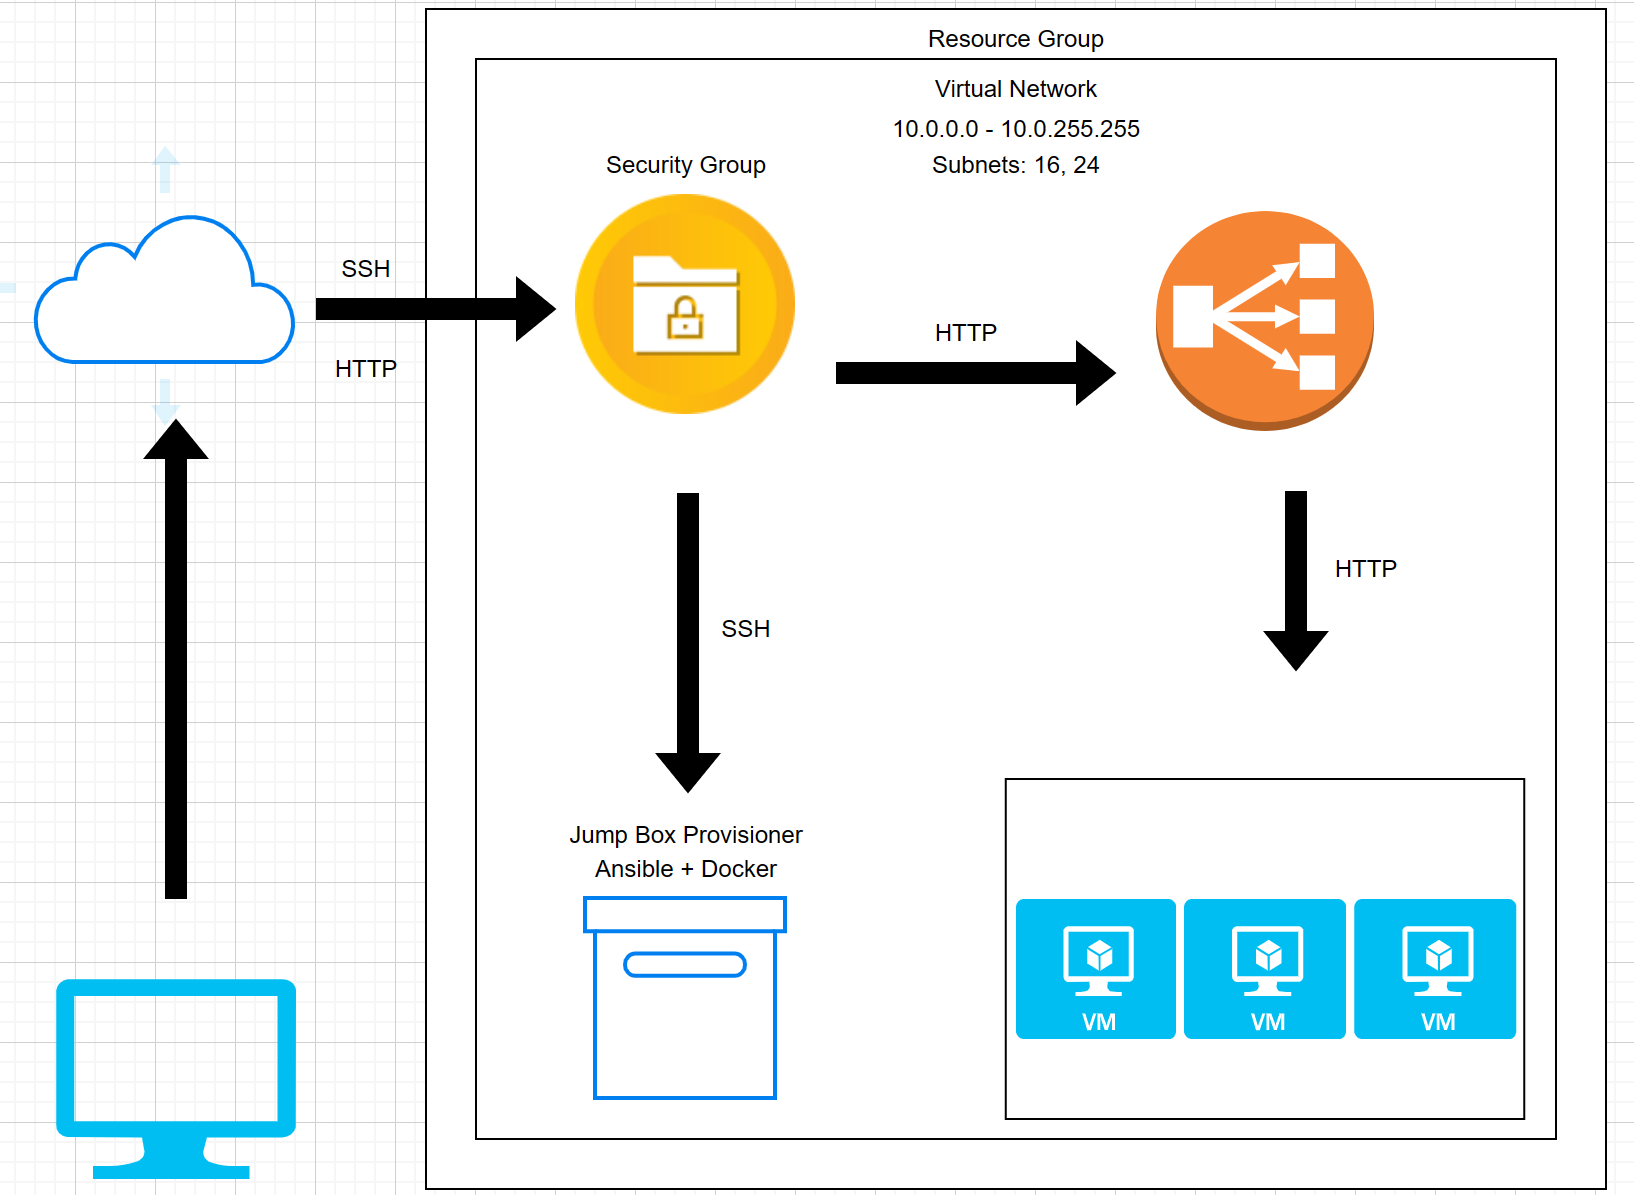 Resource Group
Virtual Network
10.0.0.0 - 10.0.255.255
Subnets: 16, 24
Security Group
SSH
HTTP
HTTP
HTTP
SSH
Jump Box Provisioner
Ansible + Docker
VM
VM
VM